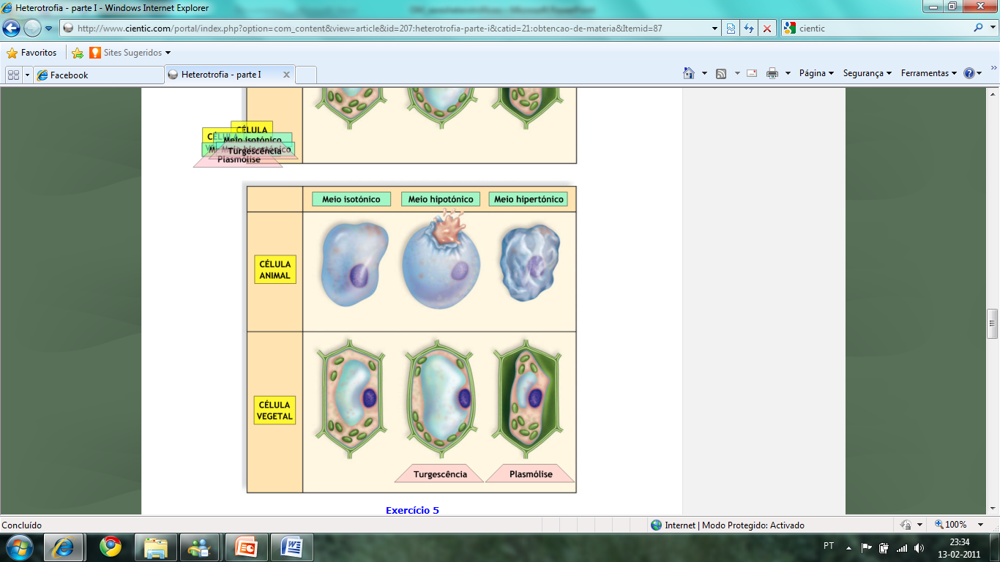 Heterotrofia - parte I - Windows Internet Explorer
http://www.cientic.com/portal/index.php?option=com_content&view=article&id=207:heterotrofia-parte-i&catid=21:obtencao-de-materia&Itemid=87
cientic
Favoritos
Sites Sugeridos
Facebook
Heterotrofia - parte I
Página
Segurança
Ferramentas
CÉLULA
CÉLULA
Meio isotónico
Turgescência
Plasmólise
Meio isotónico
Meio hipotónico
Meio hipertónico
CÉLULA
ANIMAL
CÉLULA
VEGETAL
Turgescência
Plasmólise
Exercício 5
Concluído
Internet | Modo Protegido: Activado
100%
PT
23:34
13-02-2011